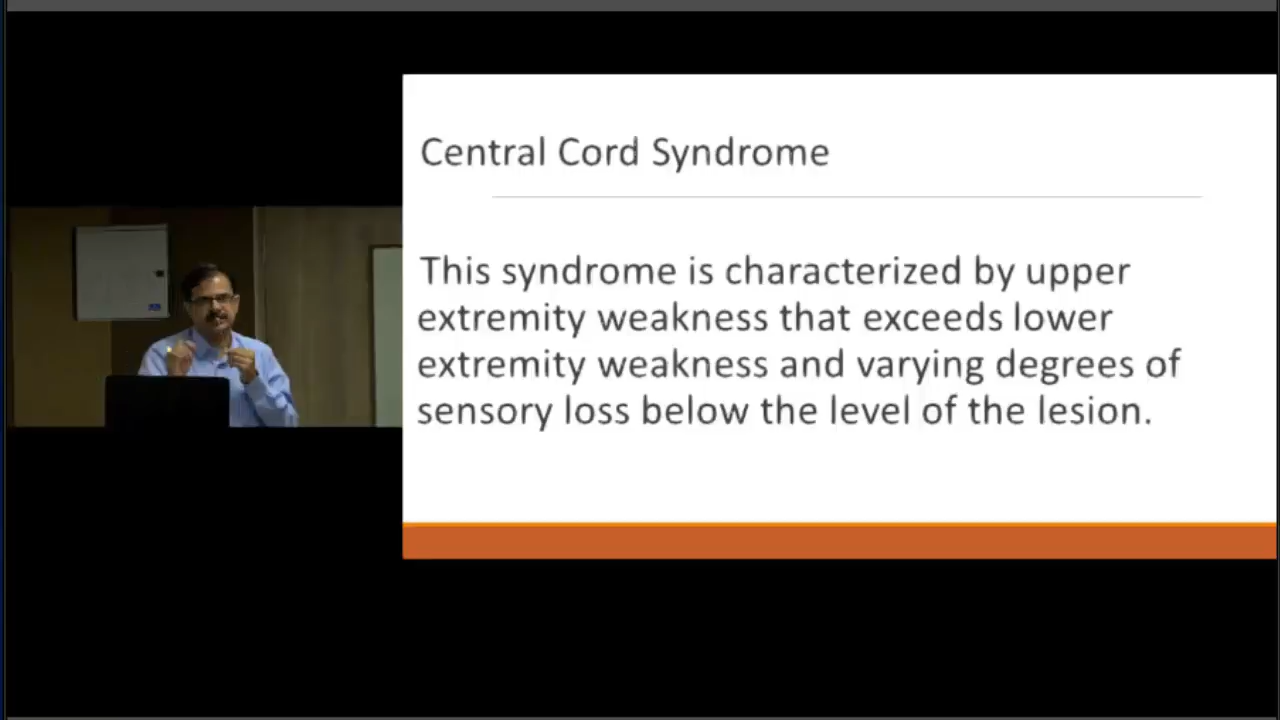 Central Cord Syndrome
This syndrome is characterized by upper
extremity weakness that exceeds lower
extremity weakness and varying degrees of
sensory loss below the level of the lesion.